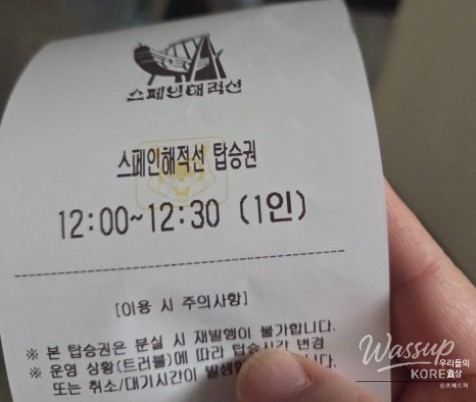 스페인해적선
스페인해적선 탑승권
12:00~12:30 (1인)
[이용 시 주의사항]
※ 본 탑승권은 분실 시 재발행이 불가합니다.
※ 운영 상황(트러블)에 따라 탑승시간 변경
또는 취소/대기시간이 발생 니다.
Wassup
우리들의
KORE